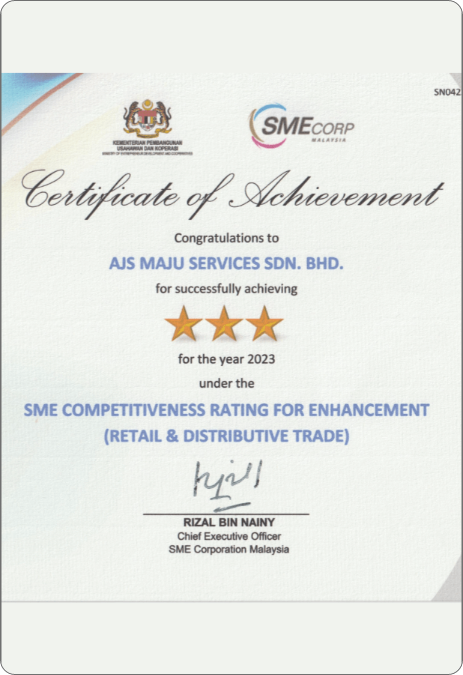 SN042
KEMENTERIAN PEMBANGUNAN
USAHAWAN DAN KOPERASI
MINISTRY OF ENTREPRENEUR DEVELOPMENT AND COOPERATIVES
SMECORP
MALAYSIA
Certificate of Achievement
Congratulations to
AJS MAJU SERVICES SDN. BHD.
for successfully achieving
for the year 2023
under the
SME COMPETITIVENESS RATING FOR ENHANCEMENT
(RETAIL & DISTRIBUTIVE TRADE)
RIZAL BIN NAINY
Chief Executive Officer
SME Corporation Malaysia